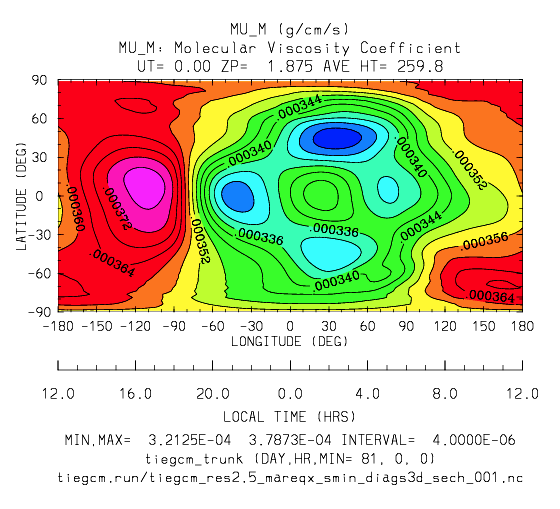 MU_M (g/cm/s)
MU_M: Molecular Viscosity Coefficient
UT= 0.00 ZP= 1.875 AVE HT= 259.8
LATITUDE (DEG)
90
60
30
0
-30
-60
-90
.000344
.000340
.000340
.000352
.000360
.000372
.000364
.000352
.000336
.000336
.000344
.000356
.000340
.000364
-180 -150 -120 -90 -60 -30 0 30 60 90 120 150 180
LONGITUDE (DEG)
12.0 16.0 20.0 0.0 4.0 8.0 12.0
LOCAL TIME (HRS)
MIN,MAX= 3.2125E-04 3.7873E-04 INTERVAL= 4.0000E-06
tiegcm_trunk (DAY,HR,MIN= 81, 0, 0)
tiegcm.run/tiegcm_res2.5_mareqx_smin_diags3d_sech_001.nc